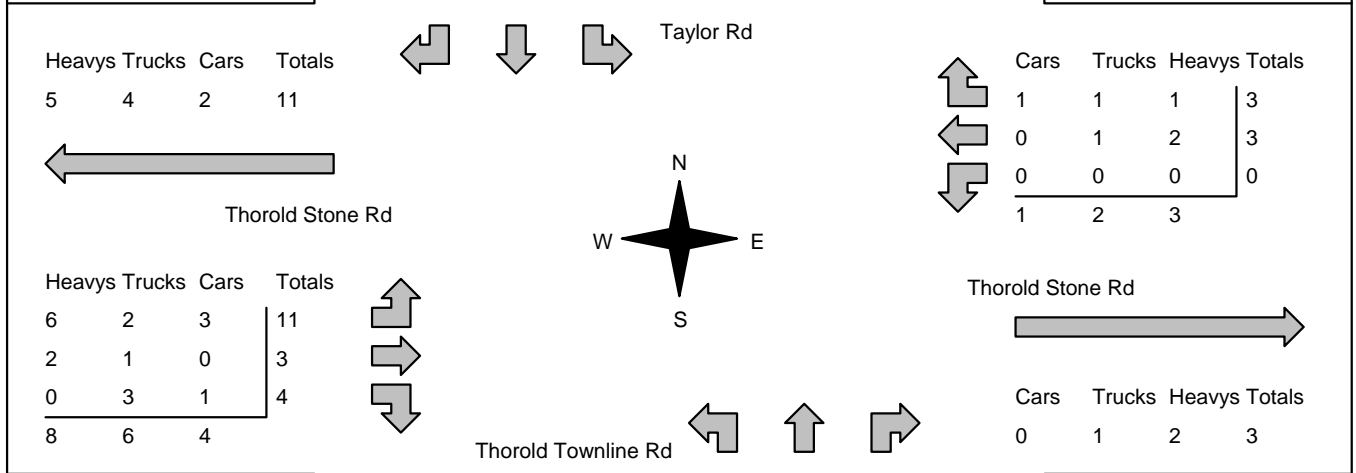 Taylor Rd
Heavys Trucks Cars Totals
5 4 2 11
Thorold Stone Rd
Heavys Trucks Cars Totals
6 2 3 11
2 1 0 3
0 3 1 4
8 6 4
Cars Trucks Heavys Totals
1 1 1 3
0 1 2 3
0 0 0 0
1 2 3
N
W E
S
Thorold Stone Rd
Cars Trucks Heavys Totals
0 1 2 3
Thorold Townline Rd